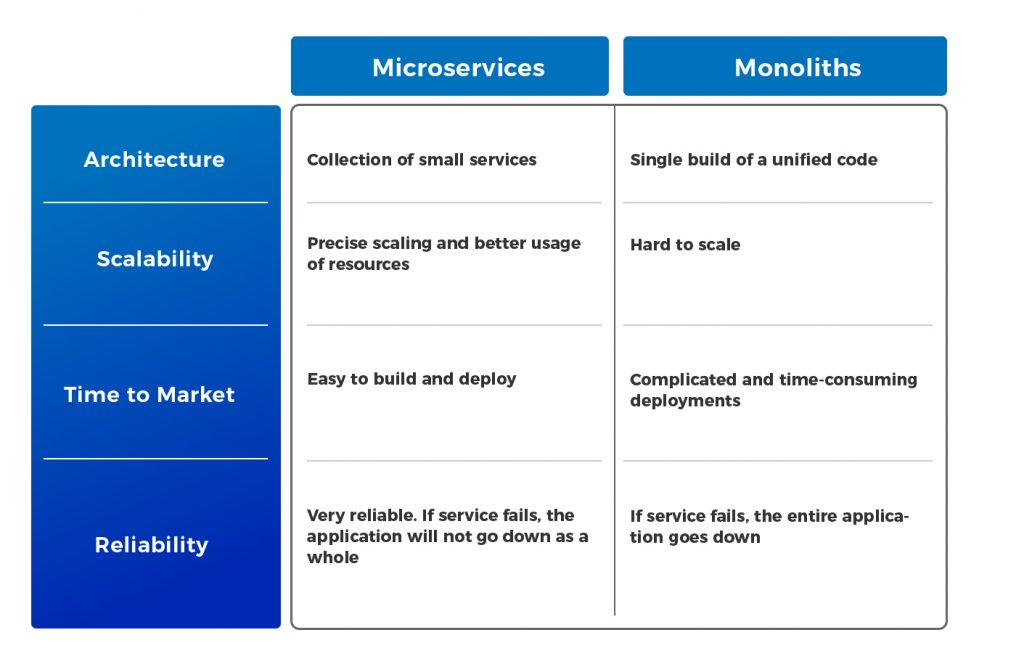 Microservices
Monoliths
Architecture
Collection of small services
Single build of a unified code
Scalability
Precise scaling and better usage
of resources
Hard to scale
Time to Market
Easy to build and deploy
Complicated and time-consuming
deployments
Reliability
Very reliable. If service fails, the
application will not go down as a
whole
If service fails, the entire applica-
tion goes down